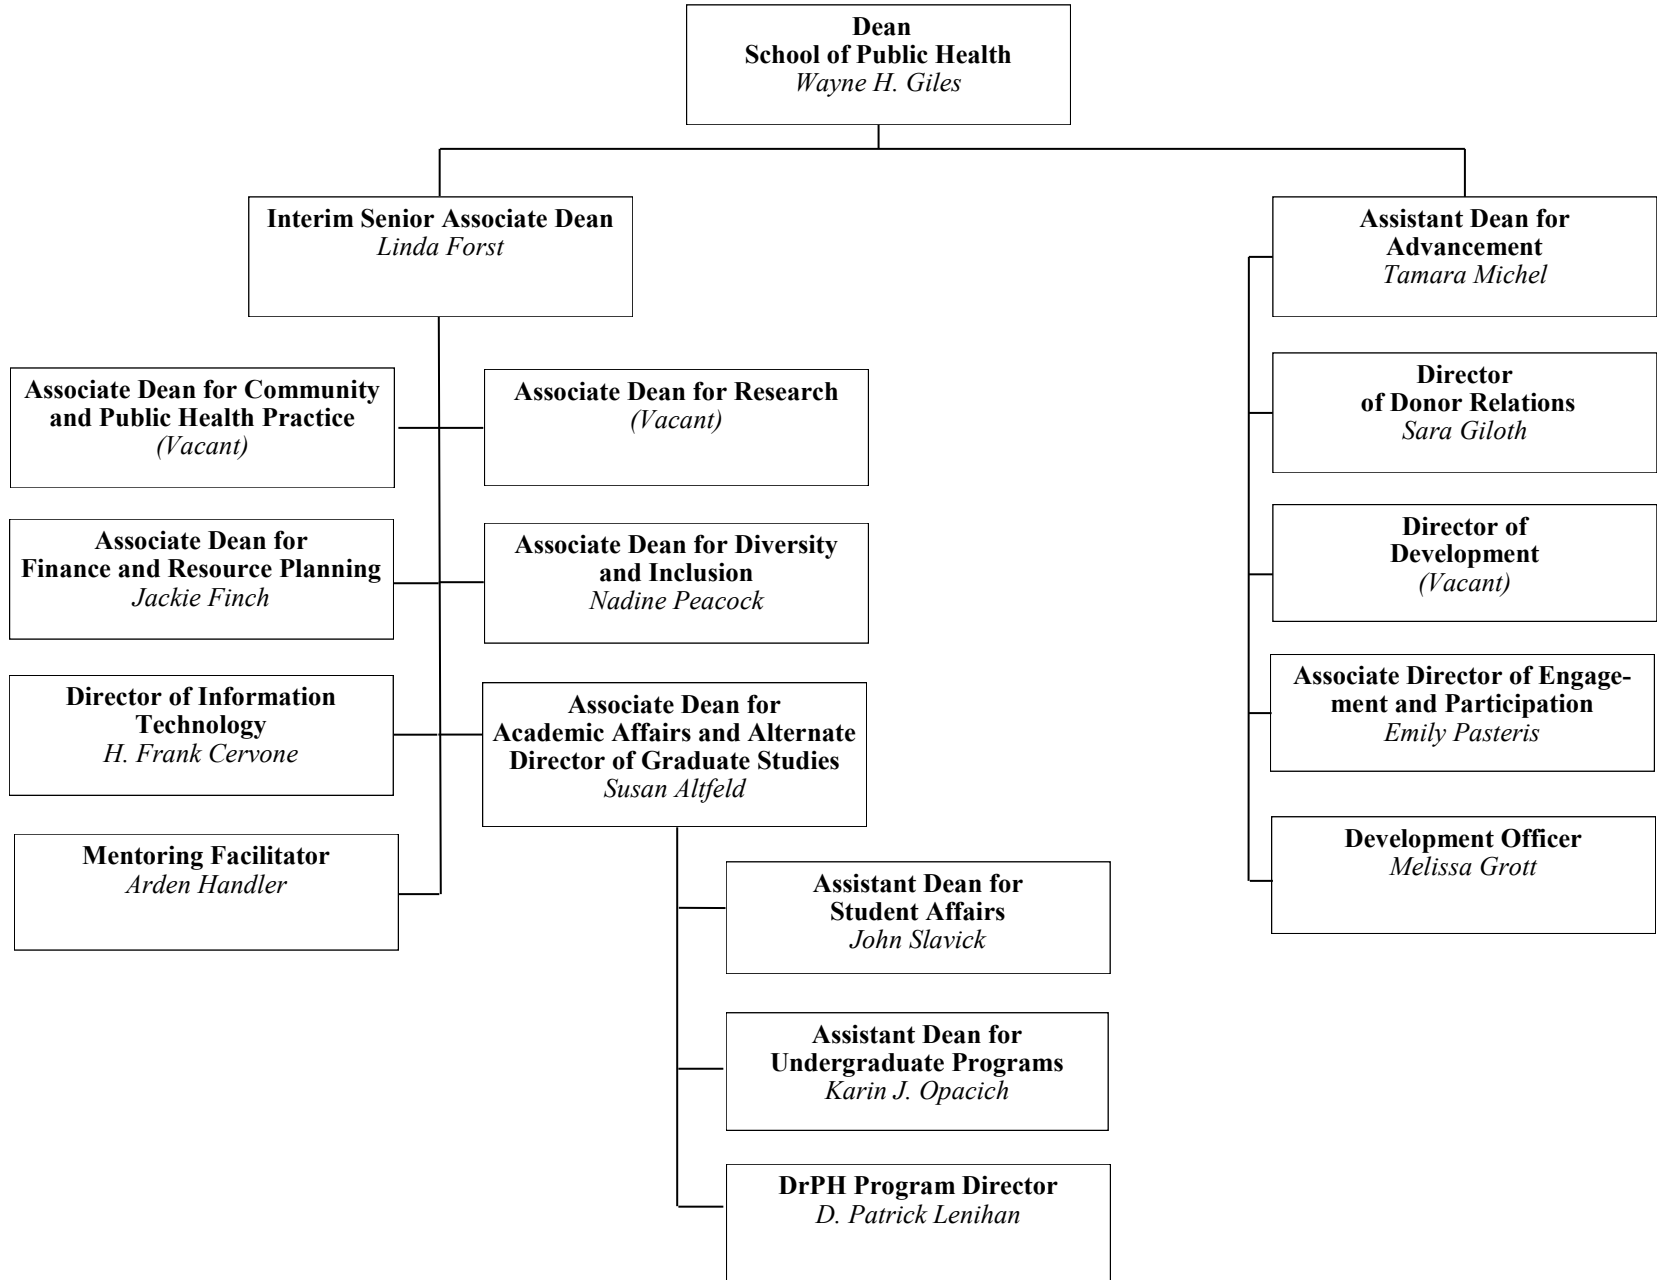 Dean
School of Public Health
Wayne H. Giles
Interim Senior Associate Dean
Linda Forst
Assistant Dean for
Advancement
Tamara Michel
Associate Dean for Community
and Public Health Practice
(Vacant)
Associate Dean for Research
(Vacant)
Director
of Donor Relations
Sara Giloth
Associate Dean for
Finance and Resource Planning
Jackie Finch
Associate Dean for Diversity
and Inclusion
Nadine Peacock
Director of
Development
(Vacant)
Director of Information
Technology
H. Frank Cervone
Associate Dean for
Academic Affairs and Alternate
Director of Graduate Studies
Susan Altfeld
Associate Director of Engage-
ment and Participation
Emily Pasteris
Mentoring Facilitator
Arden Handler
Development Officer
Melissa Grott
Assistant Dean for
Student Affairs
John Slavick
Assistant Dean for
Undergraduate Programs
Karin J. Opacich
DrPH Program Director
D. Patrick Lenihan